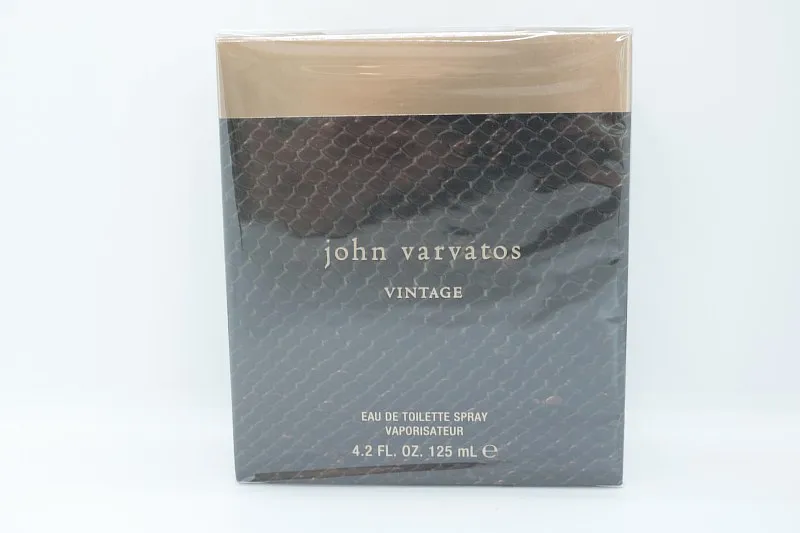 john varvatos
VINTAGE
EAU DE TOILETTE SPRAY
VAPORISATEUR
4.2 FL. OZ. 125 mL ℮